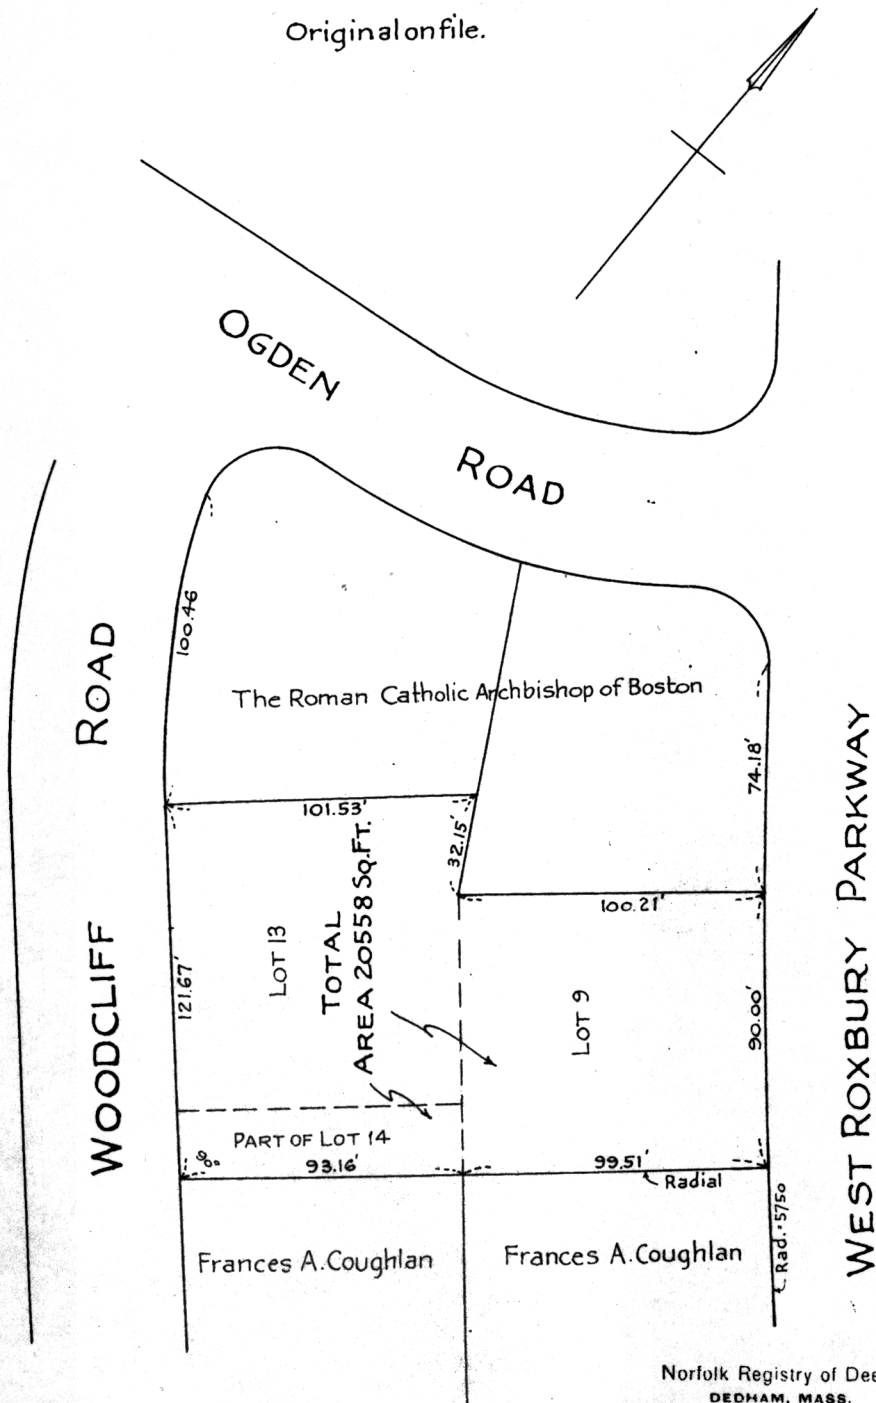 Original on file.
OGDEN ROAD
100.46
ROAD
The Roman Catholic Archbishop of Boston
74.18'
101.53'
32.15'
100.21'
WEST ROXBURY PARKWAY
WOODCLIFF
121.67'
LOT 13
TOTAL
AREA 20558 Sq.Ft.
LOT 9
90.00'
PART OF LOT 14
93.16'
99.51'
Radial
Rad. = 5750
Frances A. Coughlan
Frances A. Coughlan
Norfolk Registry of Dee
DEDHAM, MASS.